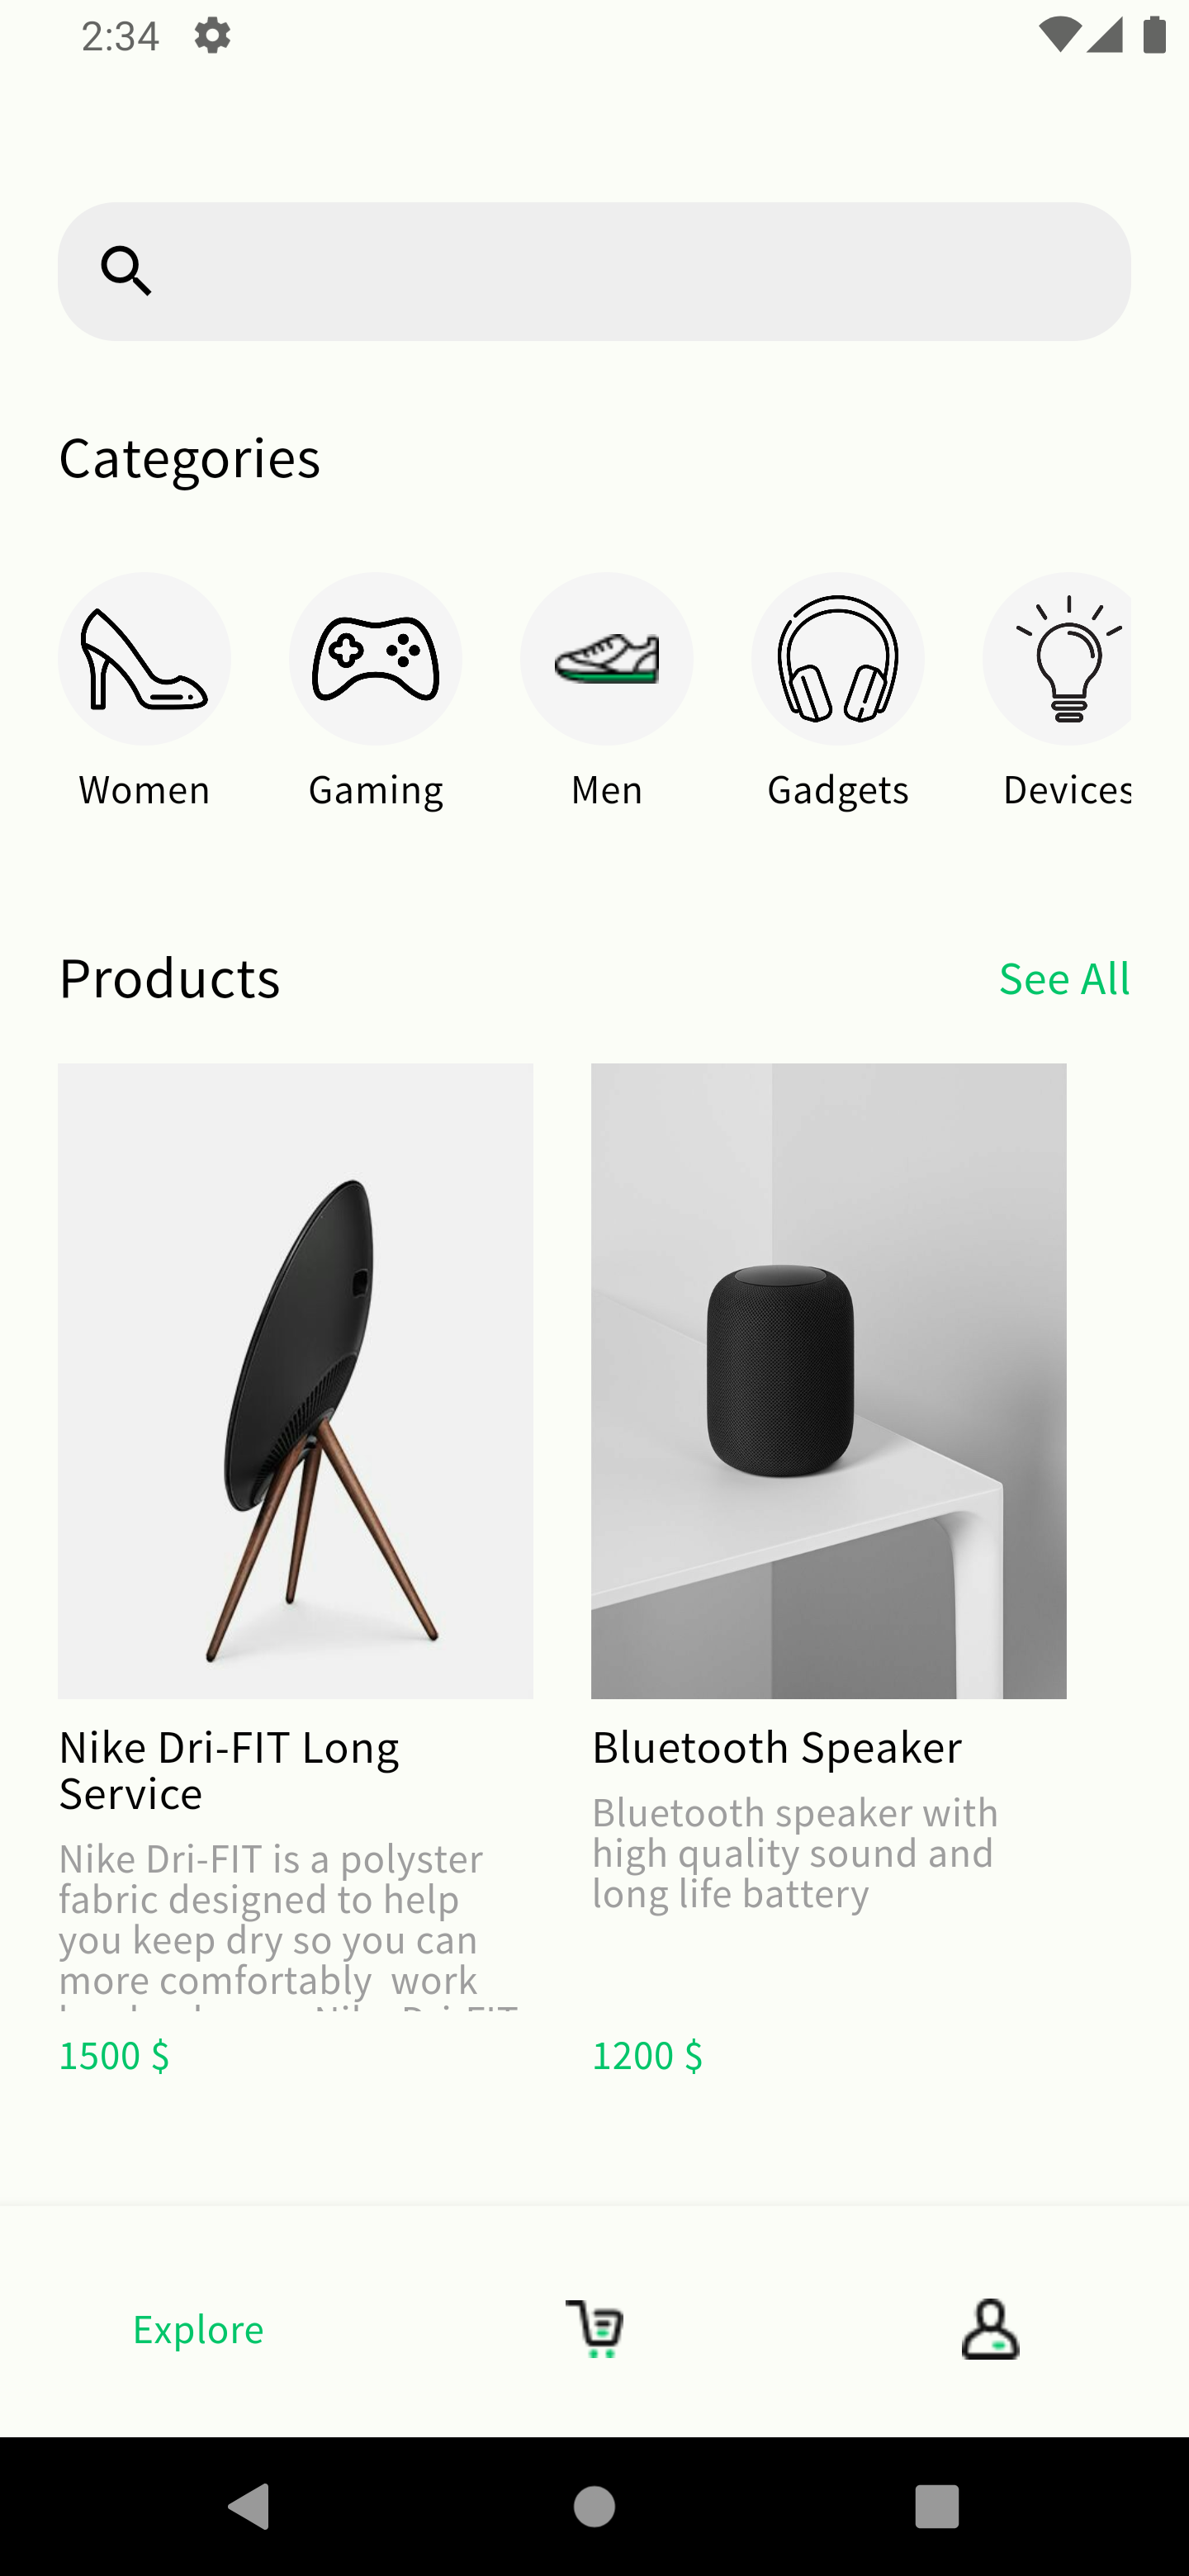 2:34
Categories
Women Gaming Men Gadgets Devices
Products See All
Nike Dri-FIT Long
Service
Nike Dri-FIT is a polyster
fabric designed to help
you keep dry so you can
more comfortably work
1500 $
Bluetooth Speaker
Bluetooth speaker with
high quality sound and
long life battery
1200 $
Explore